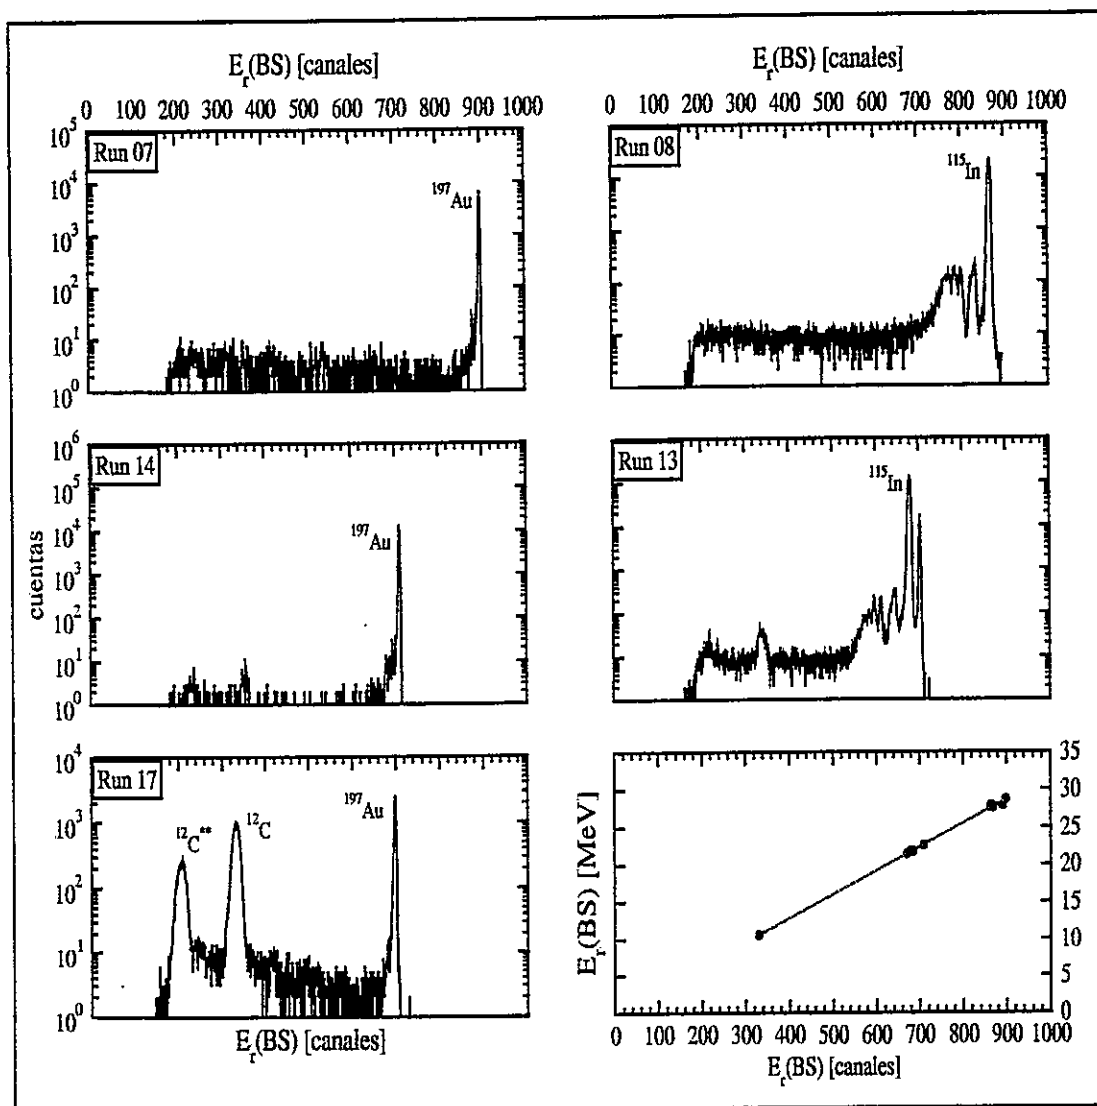 E_r(BS) [canales]
E_r(BS) [canales]
0 100 200 300 400 500 600 700 800 900 1000
0 100 200 300 400 500 600 700 800 900 1000
10^5
10^4
10^3
10^2
10^1
10^0
Run 07
^197Au
Run 08
^115In
10^6
10^5
10^4
10^3
10^2
10^1
10^0
Run 14
^197Au
Run 13
^115In
cuentas
10^4
10^3
10^2
10^1
10^0
Run 17
^12C**
^12C
^197Au
E_r(BS) [canales]
E_r(BS) [MeV]
35
30
25
20
15
10
5
0
0 100 200 300 400 500 600 700 800 900 1000
E_r(BS) [canales]